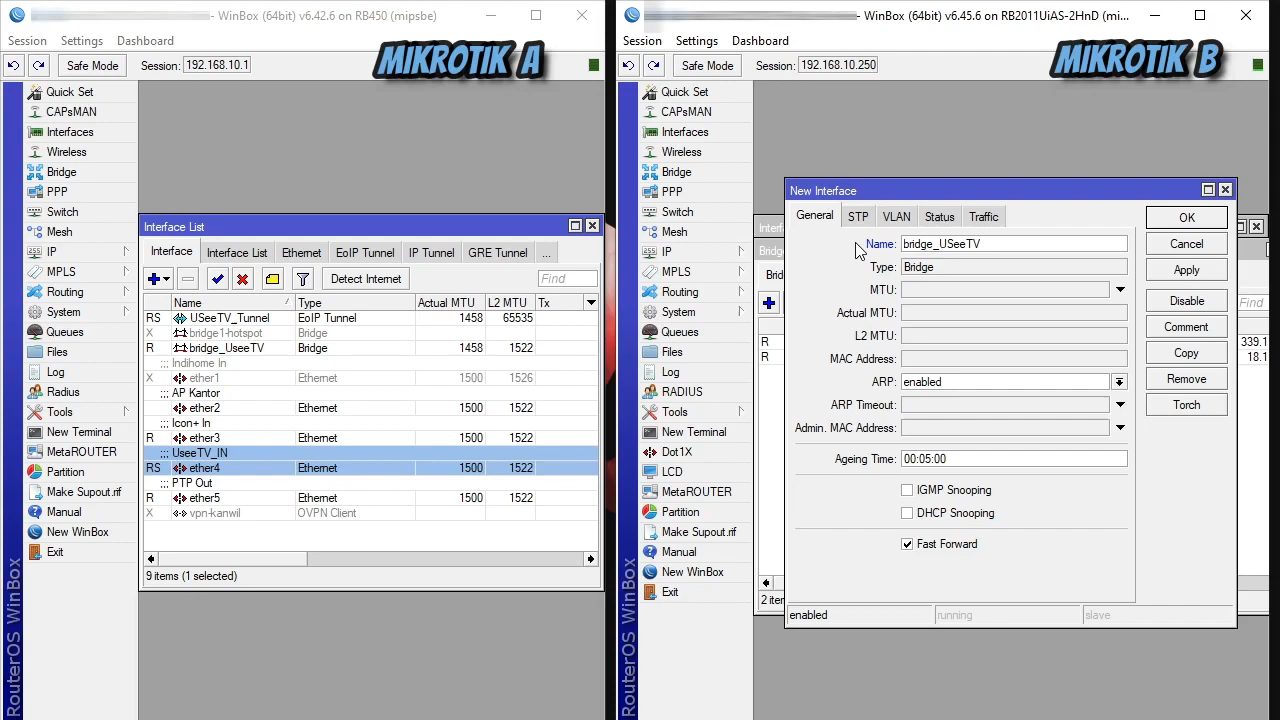 - WinBox (64bit) v6.42.6 on RB450 (mipsbe)
Session Settings Dashboard
MIKROTIK A
Safe Mode Session: 192.168.10.1
Quick Set
CAPsMAN
Interfaces
Wireless
Bridge
PPP
Switch
Mesh
IP
MPLS
Routing
System
Queues
Files
Log
Radius
Tools
New Terminal
MetaROUTER
Partition
Make Supout.rif
Manual
New WinBox
Exit
RouterOS WinBox
Interface List
Interface Interface List Ethernet EoIP Tunnel IP Tunnel GRE Tunnel ...
Detect Internet Find
Name Type Actual MTU L2 MTU Tx
RS USeeTV_Tunnel EoIP Tunnel 1458 65535
X bridge1-hotspot Bridge
R bridge_UseeTV Bridge 1458 1522
;;; Indihome In
X ether1 Ethernet 1500 1526
;;; AP Kantor
ether2 Ethernet 1500 1522
;;; Icon+ In
R ether3 Ethernet 1500 1522
;;; UseeTV_IN
RS ether4 Ethernet 1500 1522
;;; PTP Out
R ether5 Ethernet 1500 1522
X vpn-kanwil OVPN Client
9 items (1 selected)
- WinBox (64bit) v6.45.6 on RB2011UiAS-2HnD (mi...
Session Settings Dashboard
MIKROTIK B
Safe Mode Session: 192.168.10.250
Quick Set
CAPsMAN
Interfaces
Wireless
Bridge
PPP
Switch
Mesh
IP
MPLS
Routing
System
Queues
Files
Log
RADIUS
Tools
New Terminal
Dot1X
LCD
MetaROUTER
Partition
Make Supout.rif
Manual
New WinBox
Exit
RouterOS WinBox
Interf
Bridg
Brid
Find
R 339.1
R 18.1
2 iten
New Interface
General STP VLAN Status Traffic
Name: bridge_USeeTV
Type: Bridge
MTU:
Actual MTU:
L2 MTU:
MAC Address:
ARP: enabled
ARP Timeout:
Admin. MAC Address:
Ageing Time: 00:05:00
IGMP Snooping
DHCP Snooping
Fast Forward
OK
Cancel
Apply
Disable
Comment
Copy
Remove
Torch
enabled running slave